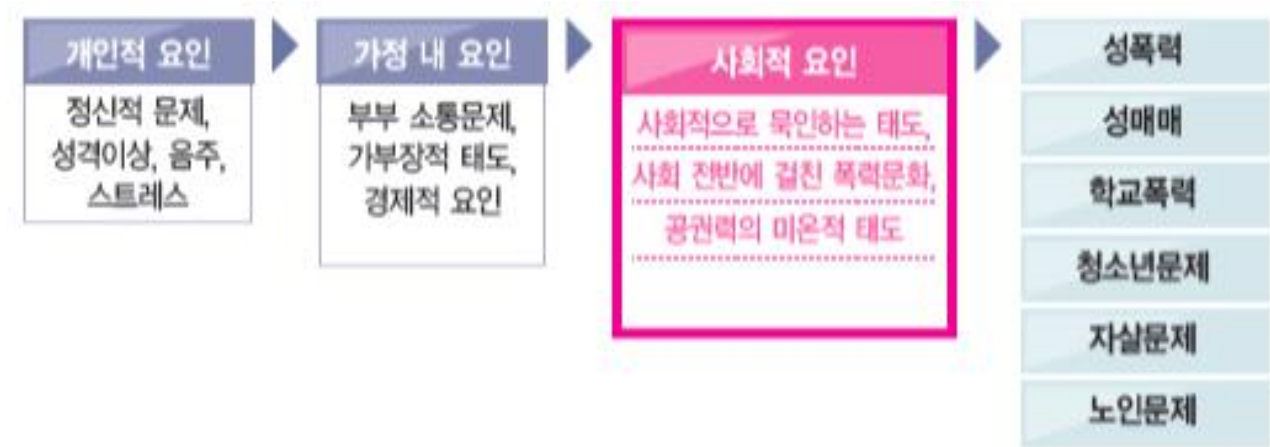 개인적 요인
정신적 문제,
성격이상, 음주,
스트레스
가정 내 요인
부부 소통문제,
가부장적 태도,
경제적 요인
사회적 요인
사회적으로 묵인하는 태도,
사회 전반에 걸친 폭력문화,
공권력의 미온적 태도
성폭력
성매매
학교폭력
청소년문제
자살문제
노인문제